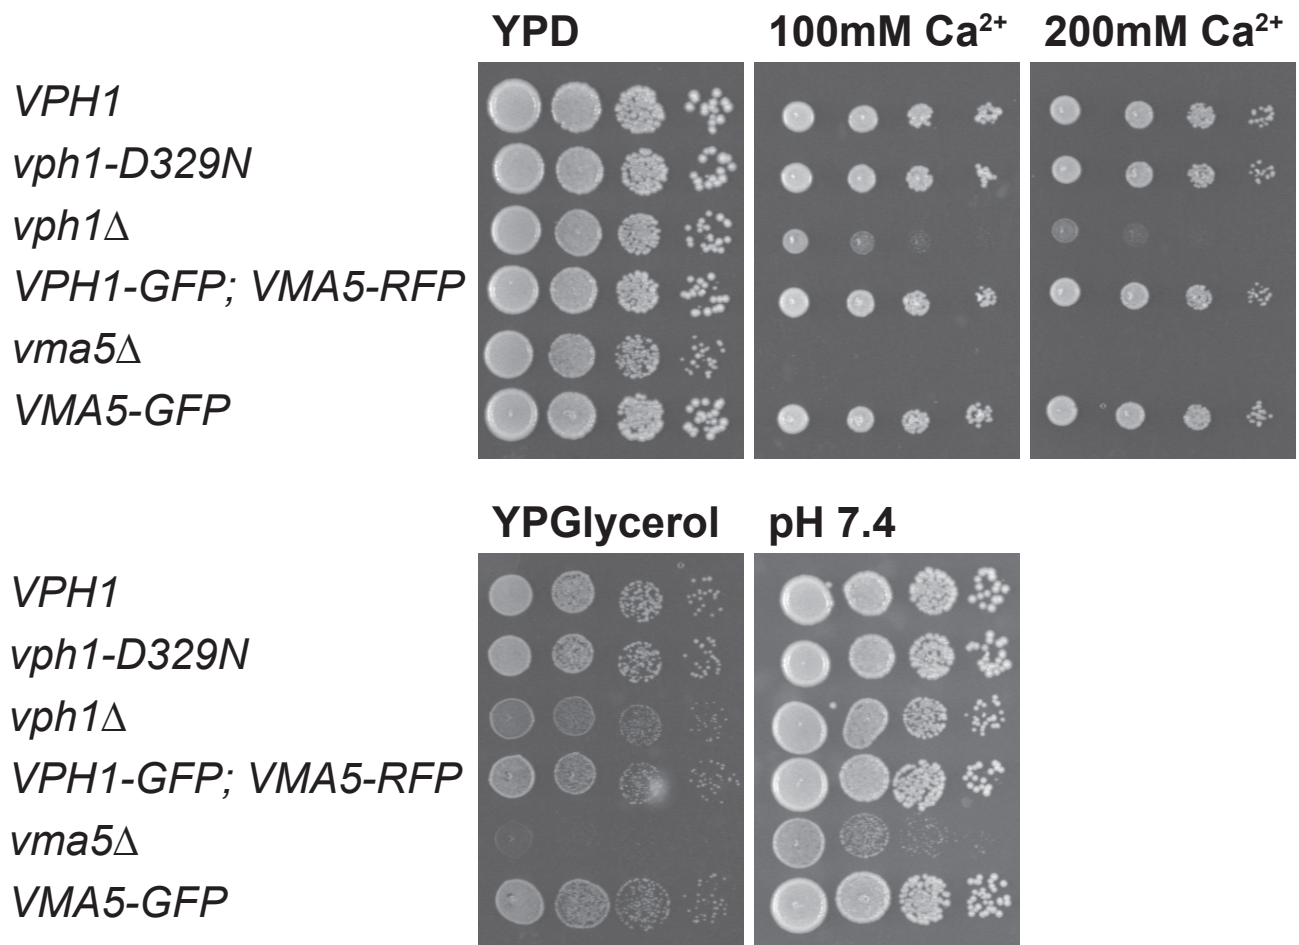 YPD 100mM Ca²⁺ 200mM Ca²⁺
VPH1
vph1-D329N
vph1Δ
VPH1-GFP; VMA5-RFP
vma5Δ
VMA5-GFP
YPGlycerol pH 7.4
VPH1
vph1-D329N
vph1Δ
VPH1-GFP; VMA5-RFP
vma5Δ
VMA5-GFP